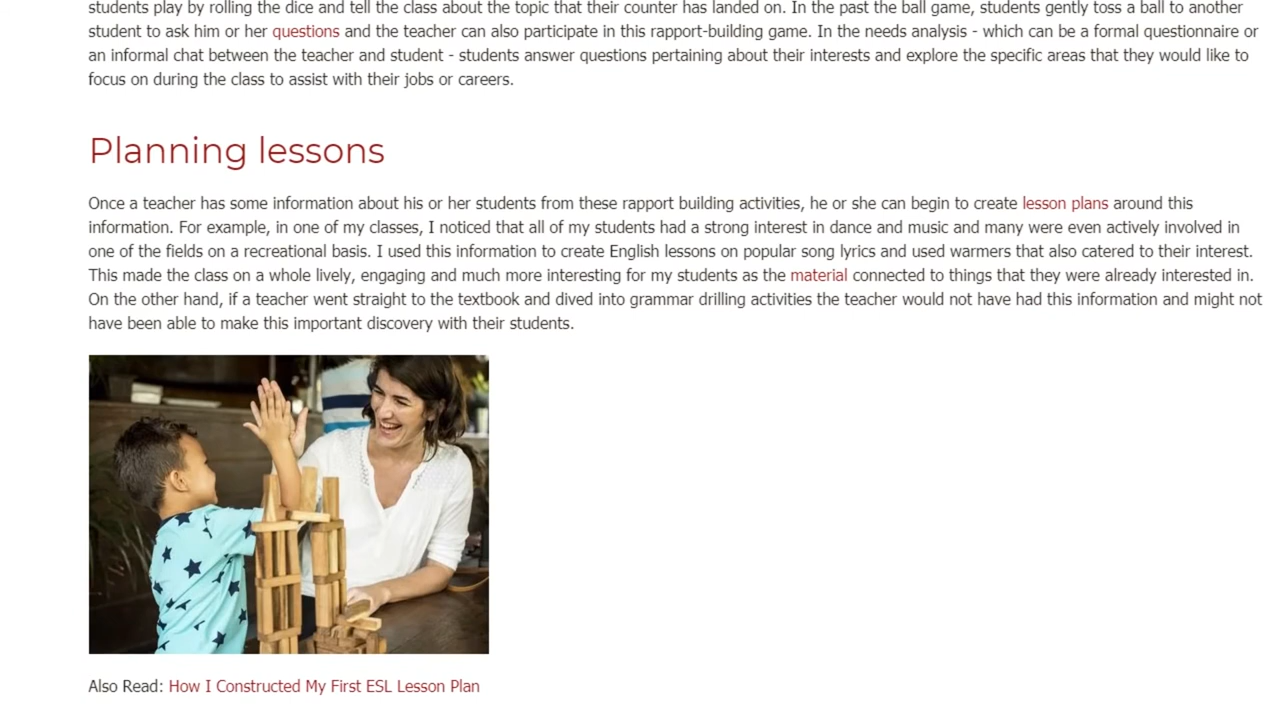 students play by rolling the dice and tell the class about the topic that their counter has landed on. In the past the ball game, students gently toss a ball to another
student to ask him or her questions and the teacher can also participate in this rapport-building game. In the needs analysis - which can be a formal questionnaire or
an informal chat between the teacher and student - students answer questions pertaining about their interests and explore the specific areas that they would like to
focus on during the class to assist with their jobs or careers.
Planning lessons
Once a teacher has some information about his or her students from these rapport building activities, he or she can begin to create lesson plans around this
information. For example, in one of my classes, I noticed that all of my students had a strong interest in dance and music and many were even actively involved in
one of the fields on a recreational basis. I used this information to create English lessons on popular song lyrics and used warmers that also catered to their interest.
This made the class on a whole lively, engaging and much more interesting for my students as the material connected to things that they were already interested in.
On the other hand, if a teacher went straight to the textbook and dived into grammar drilling activities the teacher would not have had this information and might not
have been able to make this important discovery with their students.
Also Read: How I Constructed My First ESL Lesson Plan